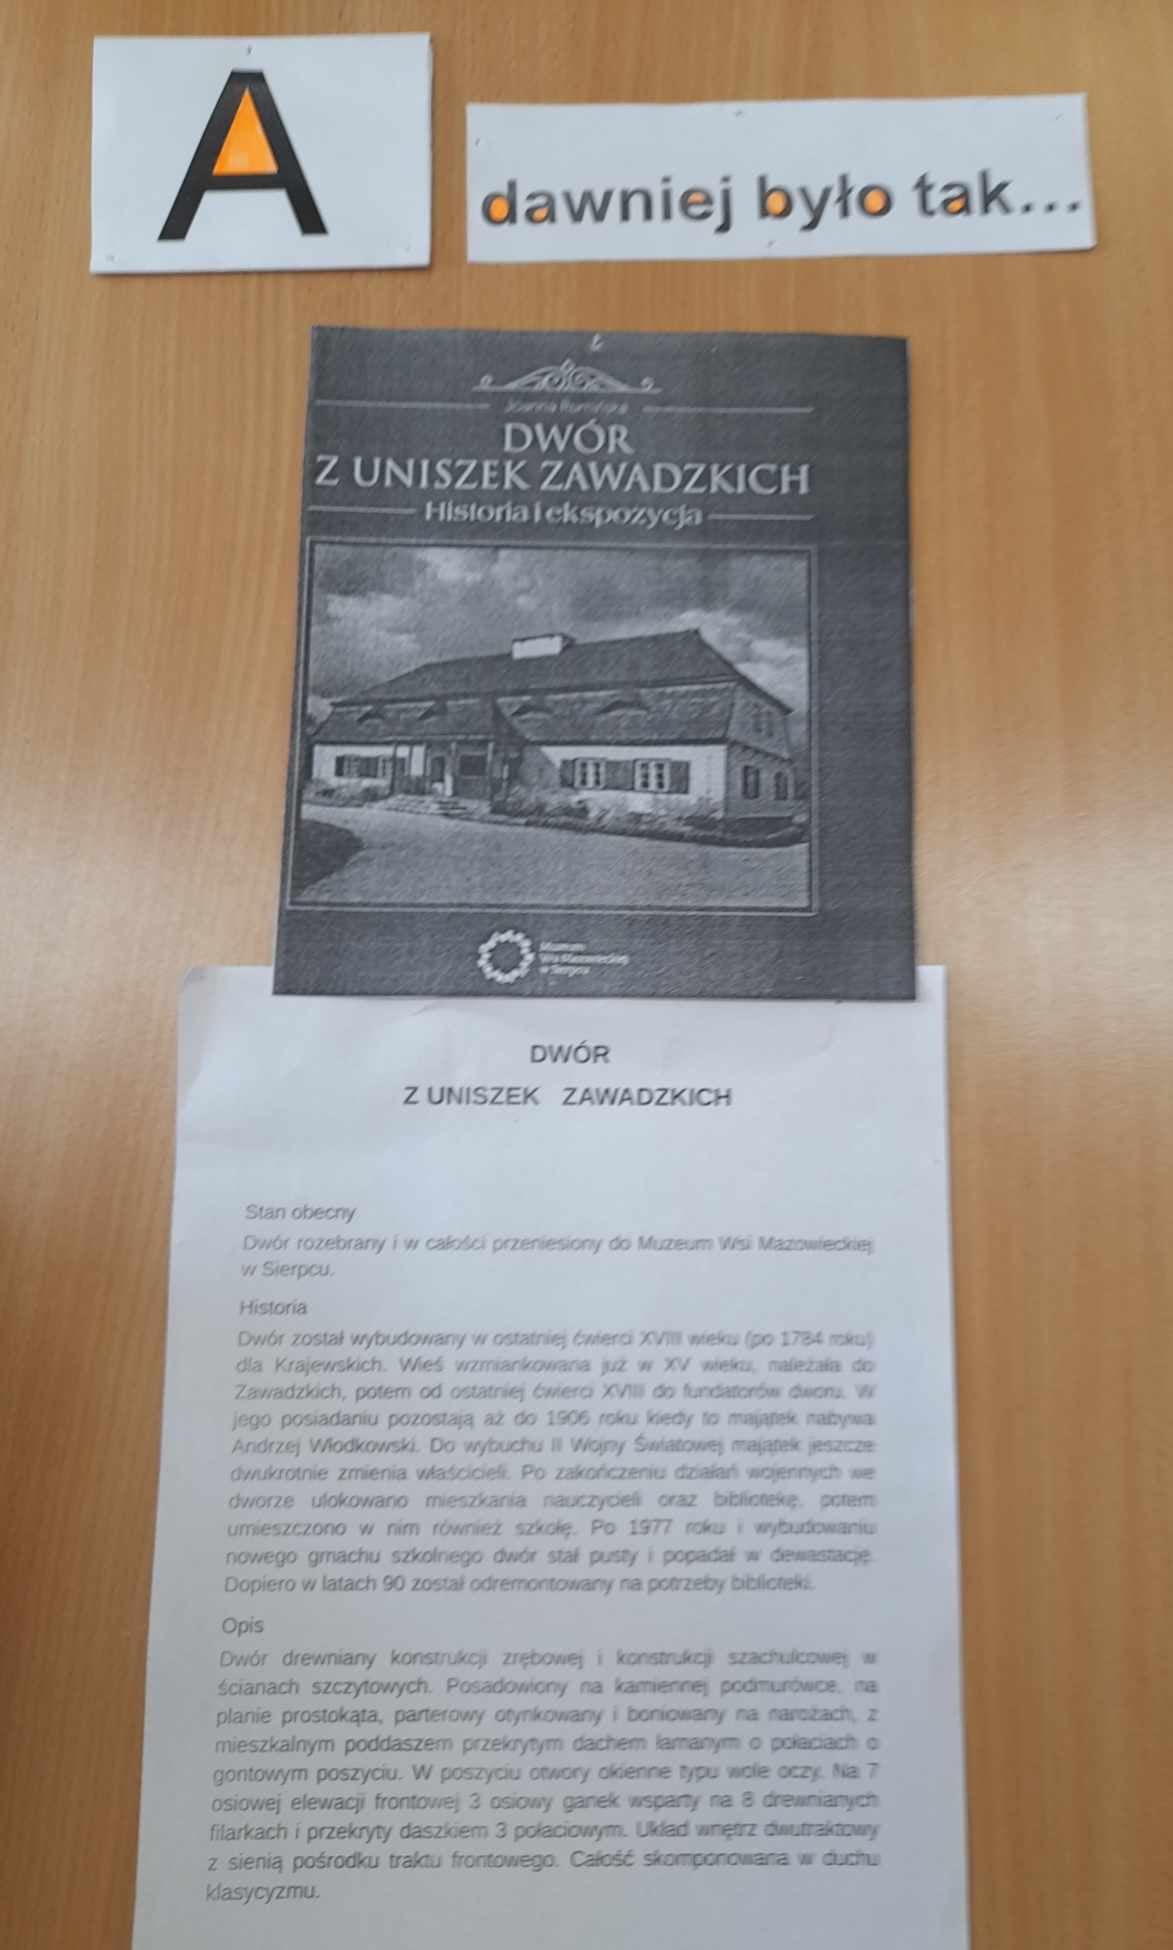 A
dawniej było tak...
Joanna Rumińska
DWÓR
Z UNISZEK ZAWADZKICH
Historia i ekspozycja
Muzeum
Wsi Mazowieckiej
w Sierpcu
DWÓR
Z UNISZEK ZAWADZKICH
Stan obecny
Dwór rozebrany i w całości przeniesiony do Muzeum Wsi Mazowieckiej
w Sierpcu.
Historia
Dwór został wybudowany w ostatniej ćwierci XVIII wieku (po 1784 roku)
dla Krajewskich. Wieś wzmiankowana już w XV wieku, należała do
Zawadzkich, potem od ostatniej ćwierci XVIII do fundatorów dworu. W
jego posiadaniu pozostają aż do 1906 roku kiedy to majątek nabywa
Andrzej Włodkowski. Do wybuchu II Wojny Światowej majątek jeszcze
dwukrotnie zmienia właścicieli. Po zakończeniu działań wojennych we
dworze ulokowano mieszkania nauczycieli oraz bibliotekę, potem
umieszczono w nim również szkołę. Po 1977 roku i wybudowaniu
nowego gmachu szkolnego dwór stał pusty i popadał w dewastację.
Dopiero w latach 90 został odremontowany na potrzeby biblioteki.
Opis
Dwór drewniany konstrukcji zrębowej i konstrukcji szachulcowej w
ścianach szczytowych. Posadowiony na kamiennej podmurówce, na
planie prostokąta, parterowy otynkowany i boniowany na narożach, z
mieszkalnym poddaszem przekrytym dachem łamanym o połaciach o
gontowym poszyciu. W poszyciu otwory okienne typu wole oczy. Na 7
osiowej elewacji frontowej 3 osiowy ganek wsparty na 8 drewnianych
filarkach i przekryty daszkiem 3 połaciowym. Układ wnętrz dwutraktowy
z sienią pośrodku traktu frontowego. Całość skomponowana w duchu
klasycyzmu.